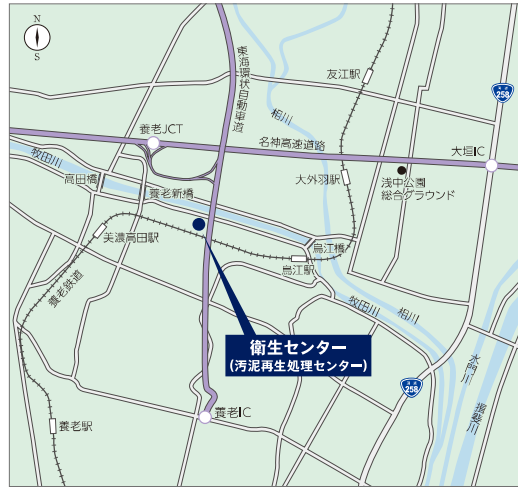 N
S
東海環状自動車道
友江駅
国道
258
相川
養老JCT
名神高速道路
大垣IC
牧田川
高田橋
養老新橋
大外羽駅
浅中公園
総合グラウンド
美濃高田駅
烏江橋
烏江駅
養老鉄道
牧田川
相川
衛生センター
(汚泥再生処理センター)
水門川
揖斐川
国道
258
養老IC
養老駅